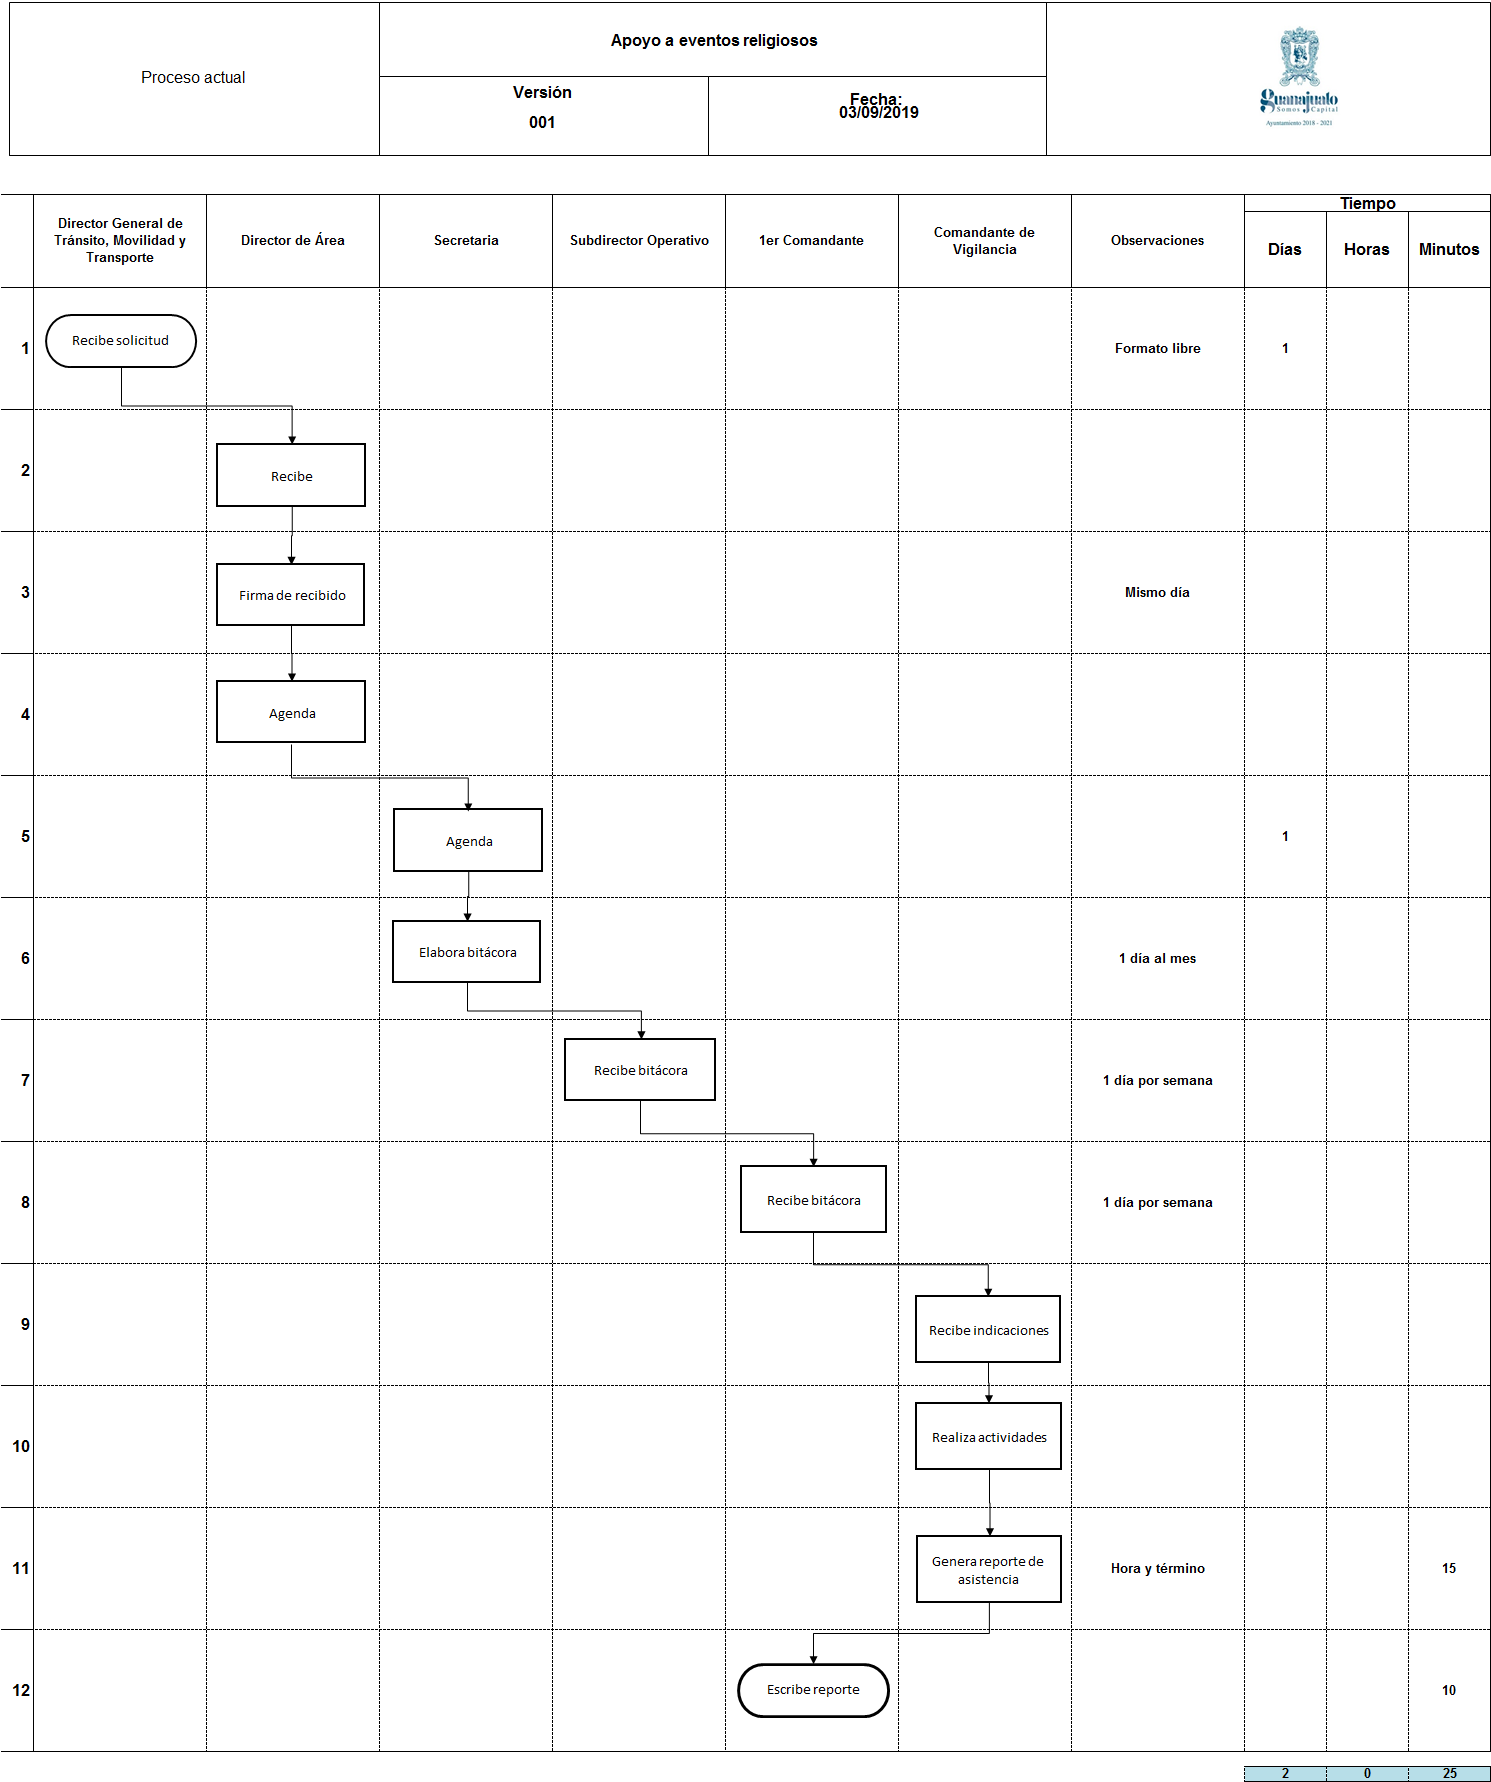 Proceso actual
Apoyo a eventos religiosos
Versión
001
Fecha:
03/09/2019
guanajuato
Somos Capital
Ayuntamiento 2018 - 2021
Director General de
Tránsito, Movilidad y
Transporte
Director de Área
Secretaria
Subdirector Operativo
1er Comandante
Comandante de
Vigilancia
Observaciones
Tiempo
Días
Horas
Minutos
1
Recibe solicitud
Formato libre
1
2
Recibe
3
Firma de recibido
Mismo día
4
Agenda
5
Agenda
1
6
Elabora bitácora
1 día al mes
7
Recibe bitácora
1 día por semana
8
Recibe bitácora
1 día por semana
9
Recibe indicaciones
10
Realiza actividades
11
Genera reporte de
asistencia
Hora y término
15
12
Escribe reporte
10
2
0
25